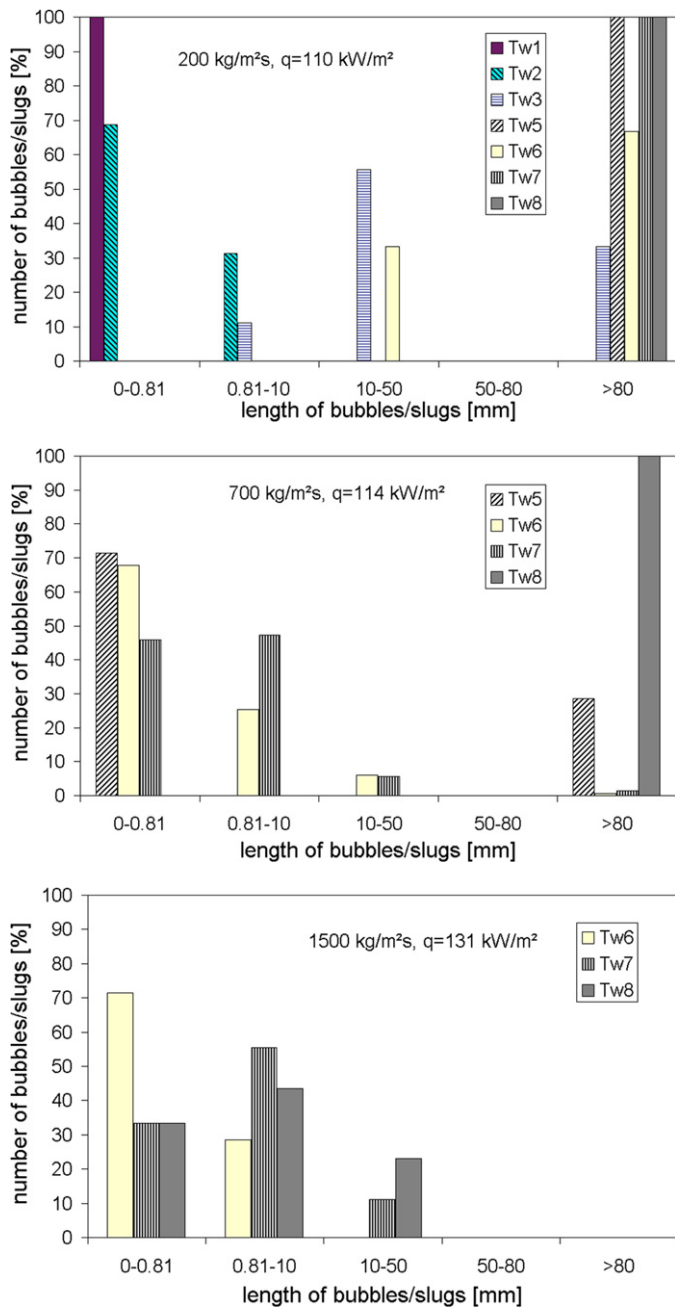 100
90
80
70
60
50
40
30
20
10
0
number of bubbles/slugs [%]
200 kg/m²s, q=110 kW/m²
Tw1
Tw2
Tw3
Tw5
Tw6
Tw7
Tw8
0-0.81 0.81-10 10-50 50-80 >80
length of bubbles/slugs [mm]
100
90
80
70
60
50
40
30
20
10
0
number of bubbles/slugs [%]
700 kg/m²s, q=114 kW/m²
Tw5
Tw6
Tw7
Tw8
0-0.81 0.81-10 10-50 50-80 >80
length of bubbles/slugs [mm]
100
90
80
70
60
50
40
30
20
10
0
number of bubbles/slugs [%]
1500 kg/m²s, q=131 kW/m²
Tw6
Tw7
Tw8
0-0.81 0.81-10 10-50 50-80 >80
length of bubbles/slugs [mm]